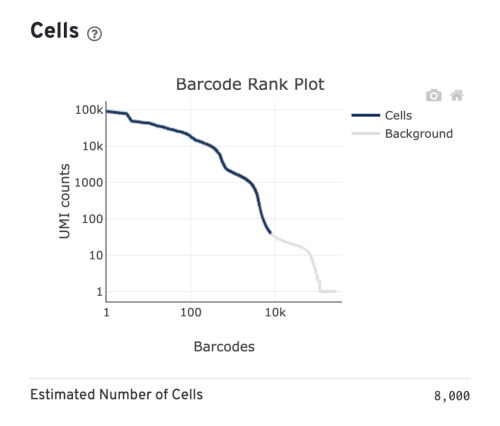 Cells ?
Barcode Rank Plot
100k
10k
1000
100
10
1
UMI counts
1
100
10k
Barcodes
Cells
Background
Estimated Number of Cells 8,000